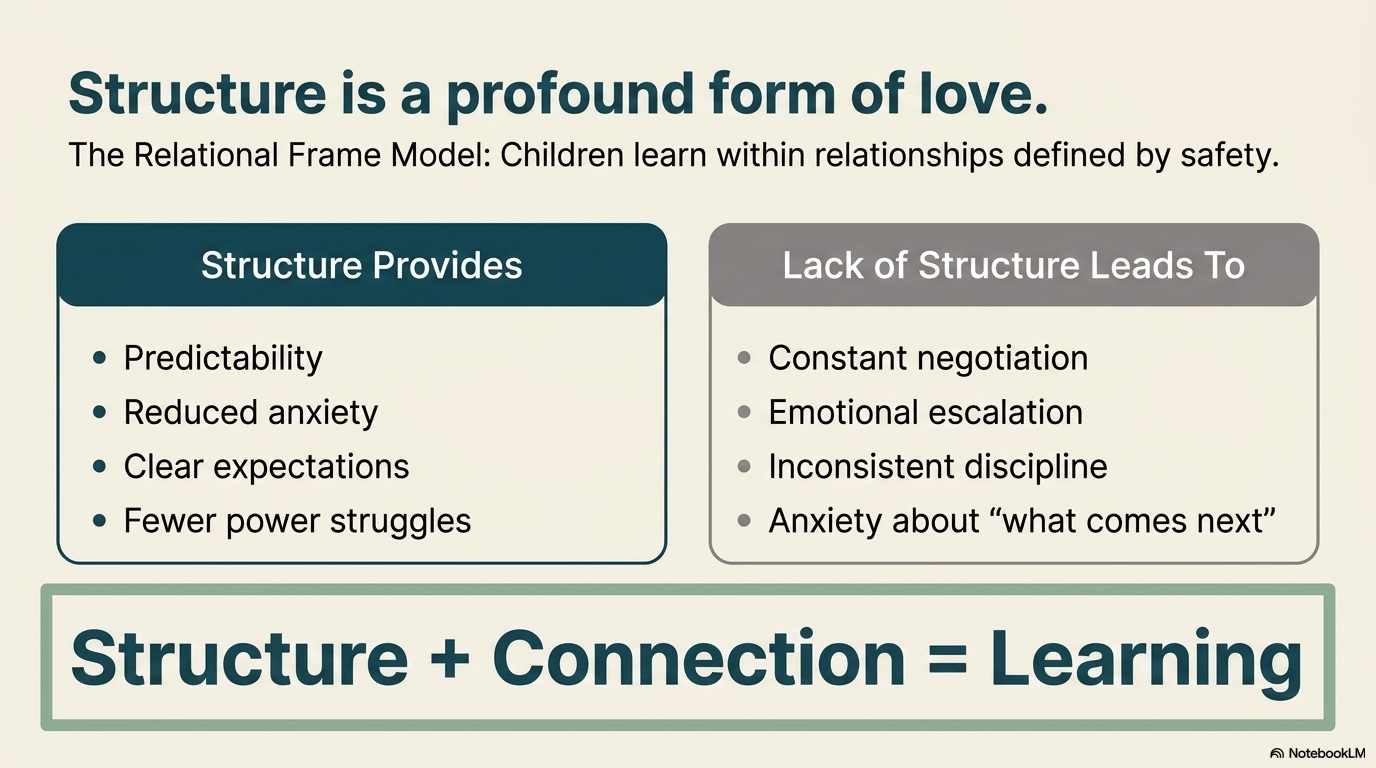 Structure is a profound form of love.
The Relational Frame Model: Children learn within relationships defined by safety.
Structure Provides
• Predictability
• Reduced anxiety
• Clear expectations
• Fewer power struggles
Lack of Structure Leads To
• Constant negotiation
• Emotional escalation
• Inconsistent discipline
• Anxiety about “what comes next”
Structure + Connection = Learning
NotebookLM